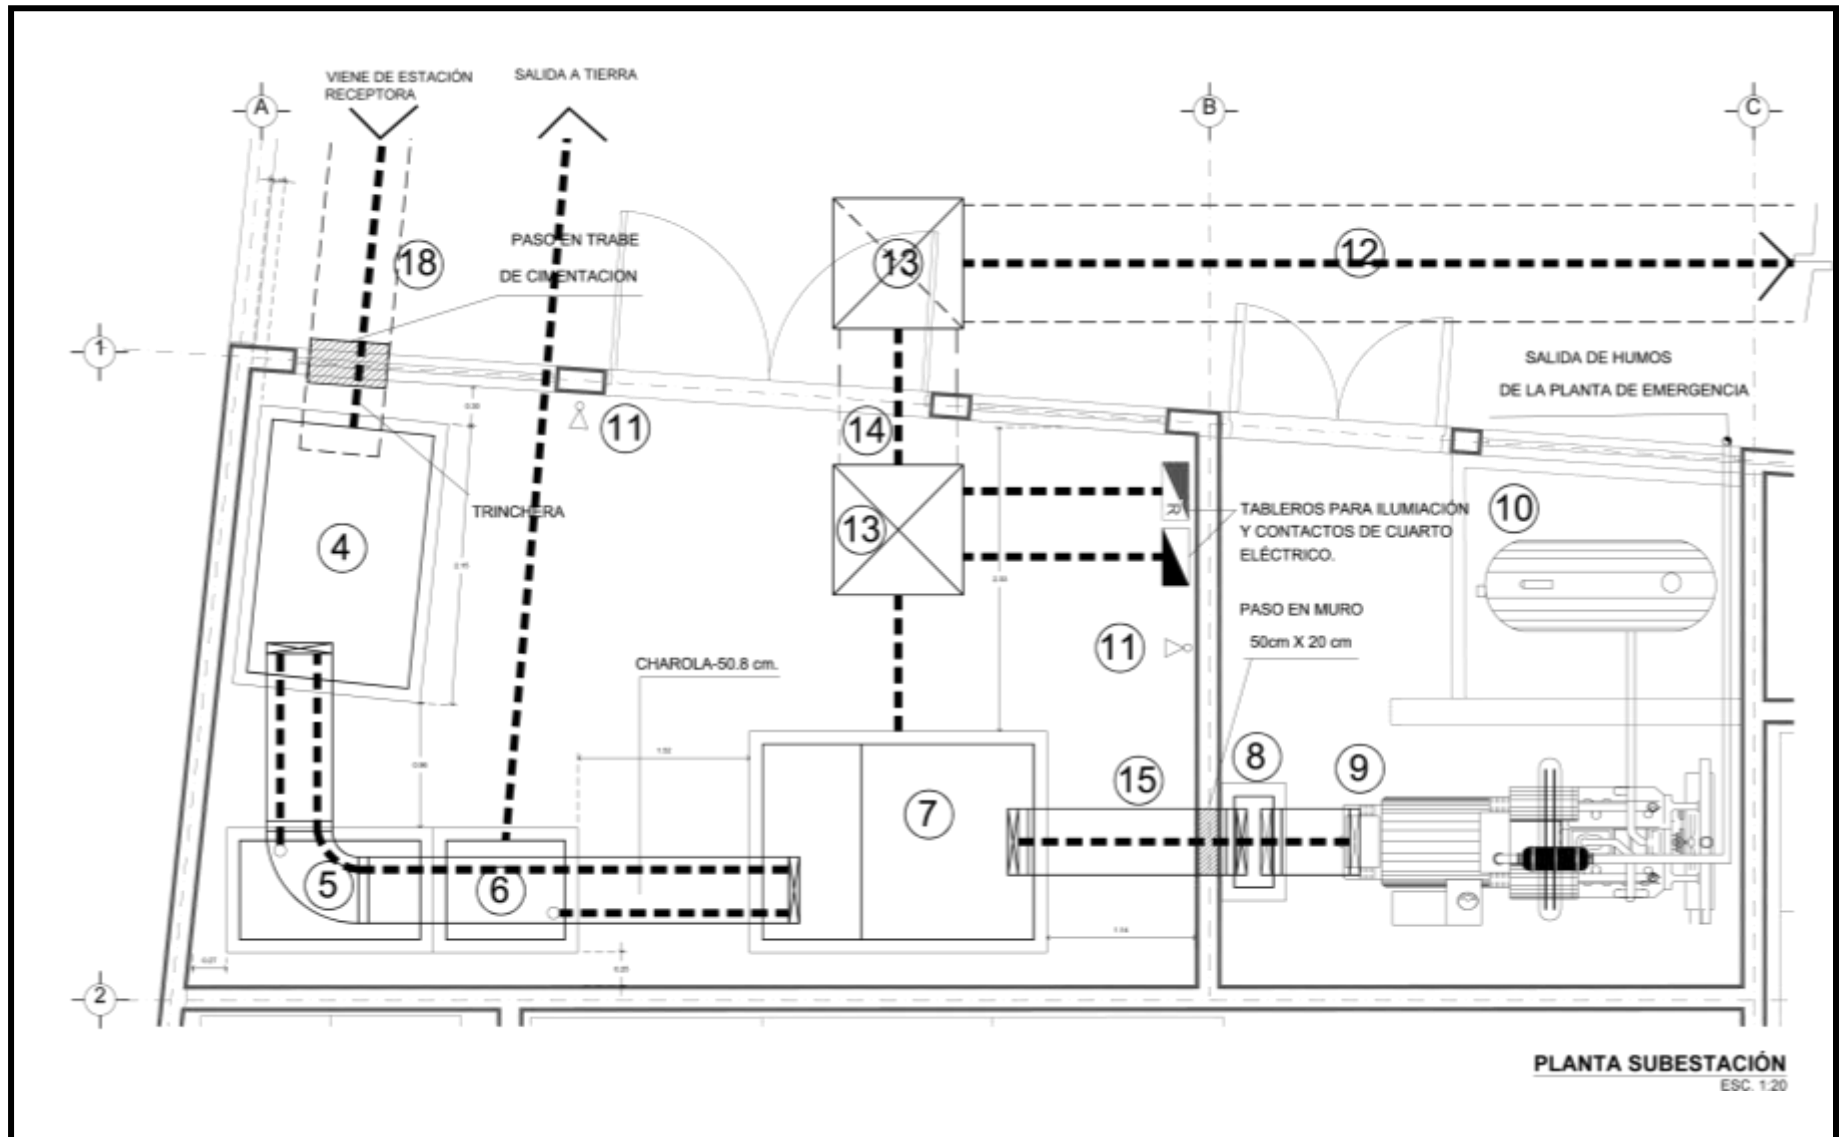 VIENE DE ESTACIÓN
RECEPTORA
SALIDA A TIERRA
A
B
C
PASO EN TRABE
DE CIMENTACION
18
13
12
1
SALIDA DE HUMOS
DE LA PLANTA DE EMERGENCIA
11
14
TRINCHERA
4
13
R
TABLEROS PARA ILUMIACIÓN
Y CONTACTOS DE CUARTO
ELÉCTRICO.
10
PASO EN MURO
50cm X 20 cm
11
CHAROLA-50.8 cm.
1.52
15
8
9
7
5
6
2
PLANTA SUBESTACIÓN
ESC. 1:20